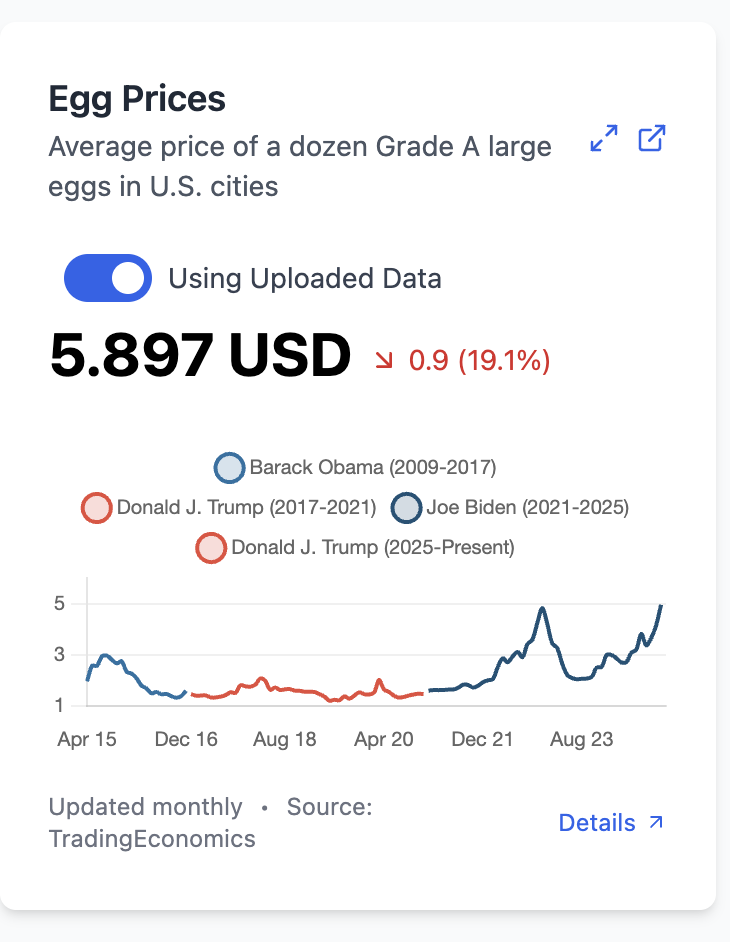 Egg Prices
Average price of a dozen Grade A large
eggs in U.S. cities
Using Uploaded Data
5.897 USD ↘ 0.9 (19.1%)
Barack Obama (2009-2017)
Donald J. Trump (2017-2021) Joe Biden (2021-2025)
Donald J. Trump (2025-Present)
5
3
1
Apr 15 Dec 16 Aug 18 Apr 20 Dec 21 Aug 23
Updated monthly • Source:
TradingEconomics
Details ↗